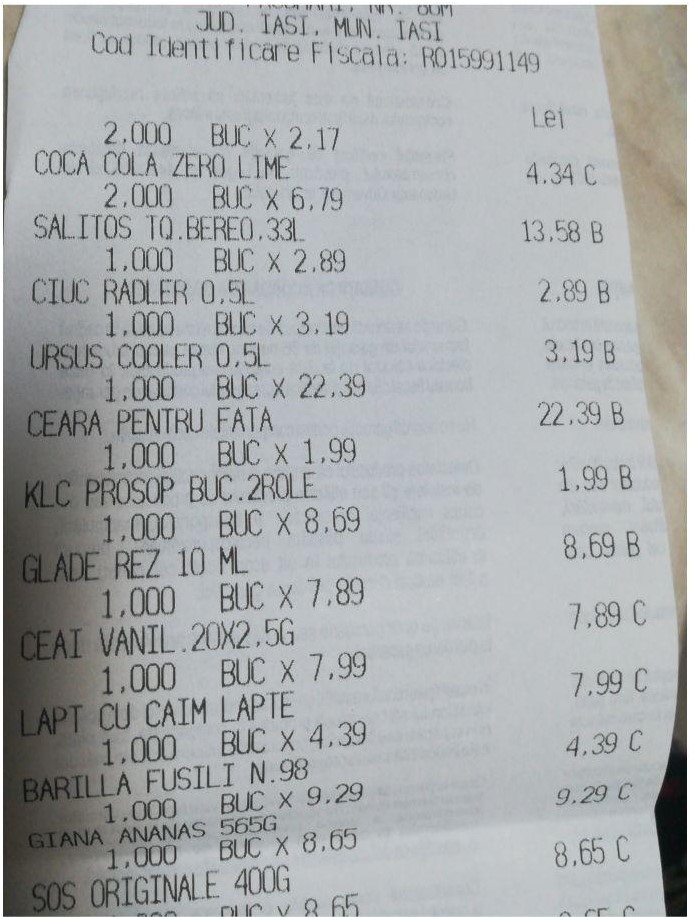 JUD. IASI, MUN. IASI
Cod Identificare Fiscala: RO15991149
Lei
2,000 BUC X 2,17
COCA COLA ZERO LIME 4,34 C
2,000 BUC X 6,79
SALITOS TQ.BERE0,33L 13,58 B
1,000 BUC X 2,89
CIUC RADLER 0,5L 2,89 B
1,000 BUC X 3,19
URSUS COOLER 0,5L 3,19 B
1,000 BUC X 22,39
CEARA PENTRU FATA 22,39 B
1,000 BUC X 1,99
KLC PROSOP BUC.2ROLE 1,99 B
1,000 BUC X 8,69
GLADE REZ 10 ML 8,69 B
1,000 BUC X 7,89
CEAI VANIL.20X2,5G 7,89 C
1,000 BUC X 7,99
LAPT CU CAIM LAPTE 7,99 C
1,000 BUC X 4,39
BARILLA FUSILI N.98 4,39 C
1,000 BUC X 9,29
GIANA ANANAS 565G 9,29 C
1,000 BUC X 8,65
SOS ORIGINALE 400G 8,65 C
BUC X 8,65